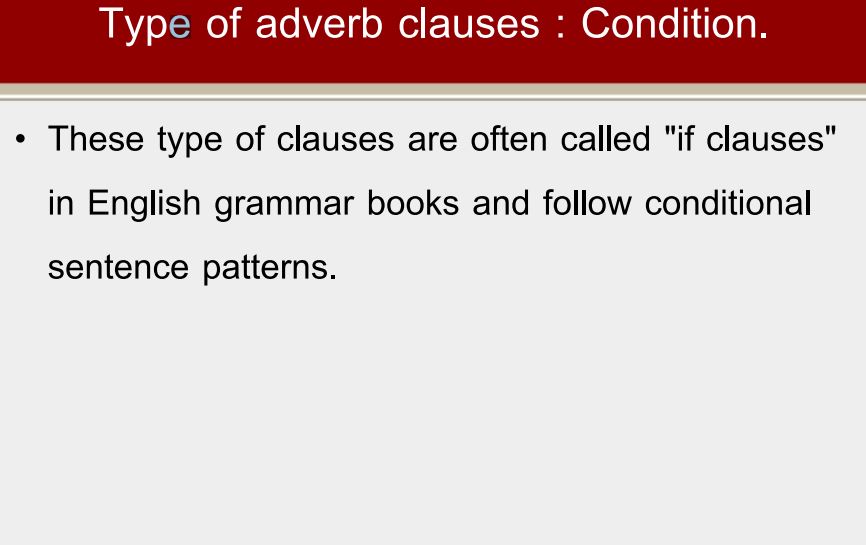 Type of adverb clauses : Condition.
• These type of clauses are often called "if clauses"
in English grammar books and follow conditional
sentence patterns.